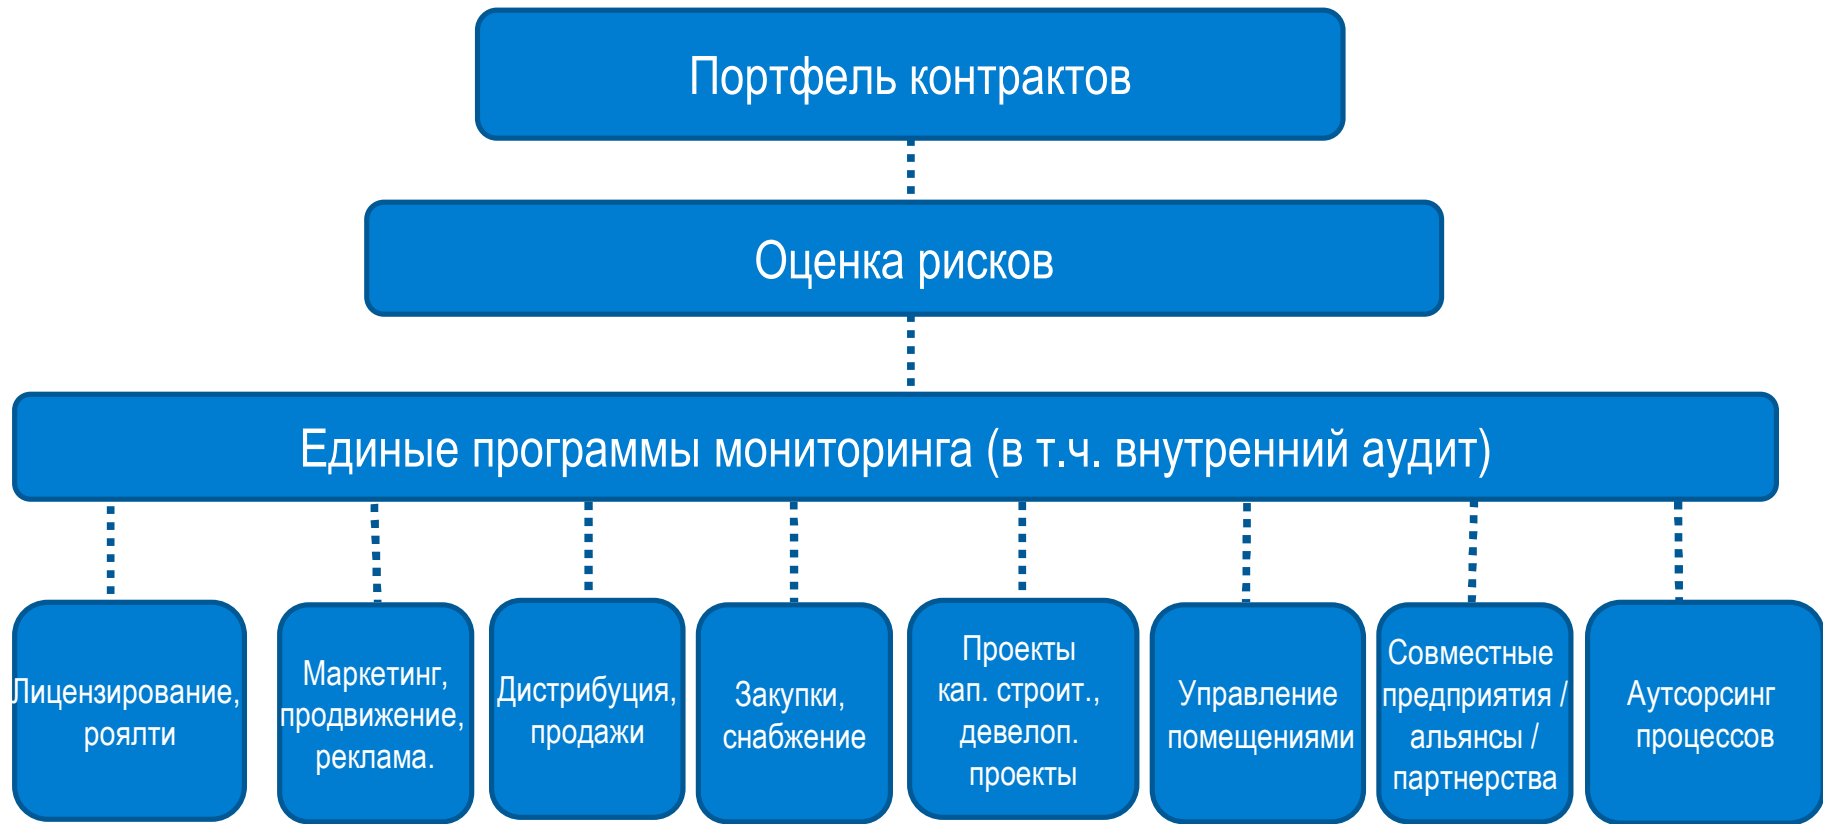 Портфель контрактов
Оценка рисков
Единые программы мониторинга (в т.ч. внутренний аудит)
Лицензирование,
роялти
Маркетинг,
продвижение,
реклама.
Дистрибуция,
продажи
Закупки,
снабжение
Проекты
кап. строит.,
девелоп.
проекты
Управление
помещениями
Совместные
предприятия /
альянсы /
партнерства
Аутсорсинг
процессов